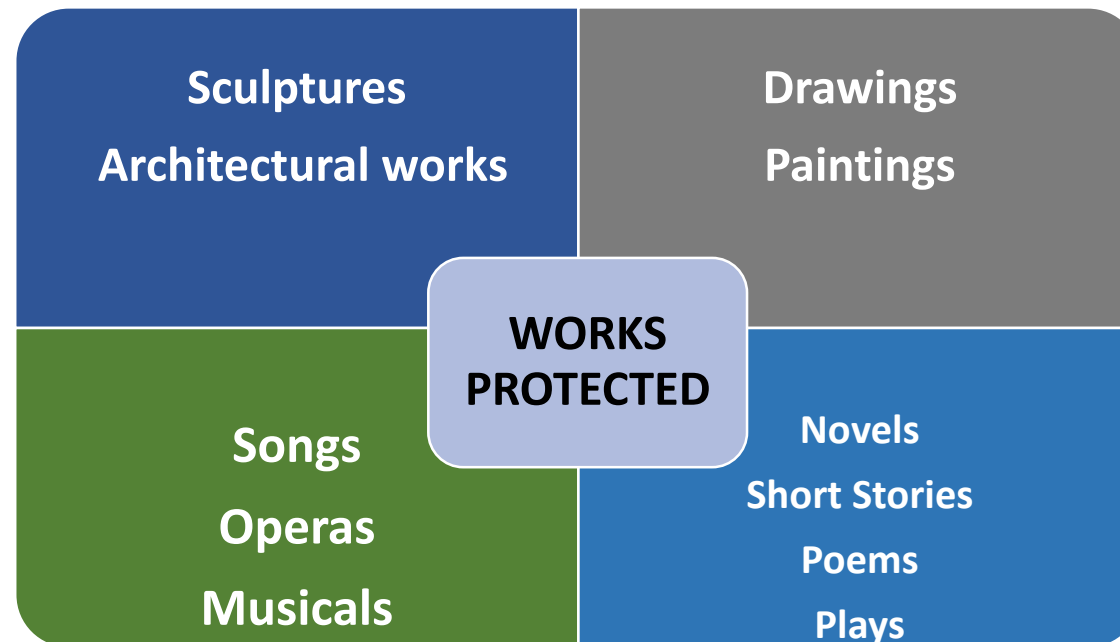 Sculptures
Architectural works
Drawings
Paintings
WORKS
PROTECTED
Songs
Operas
Musicals
Novels
Short Stories
Poems
Plays